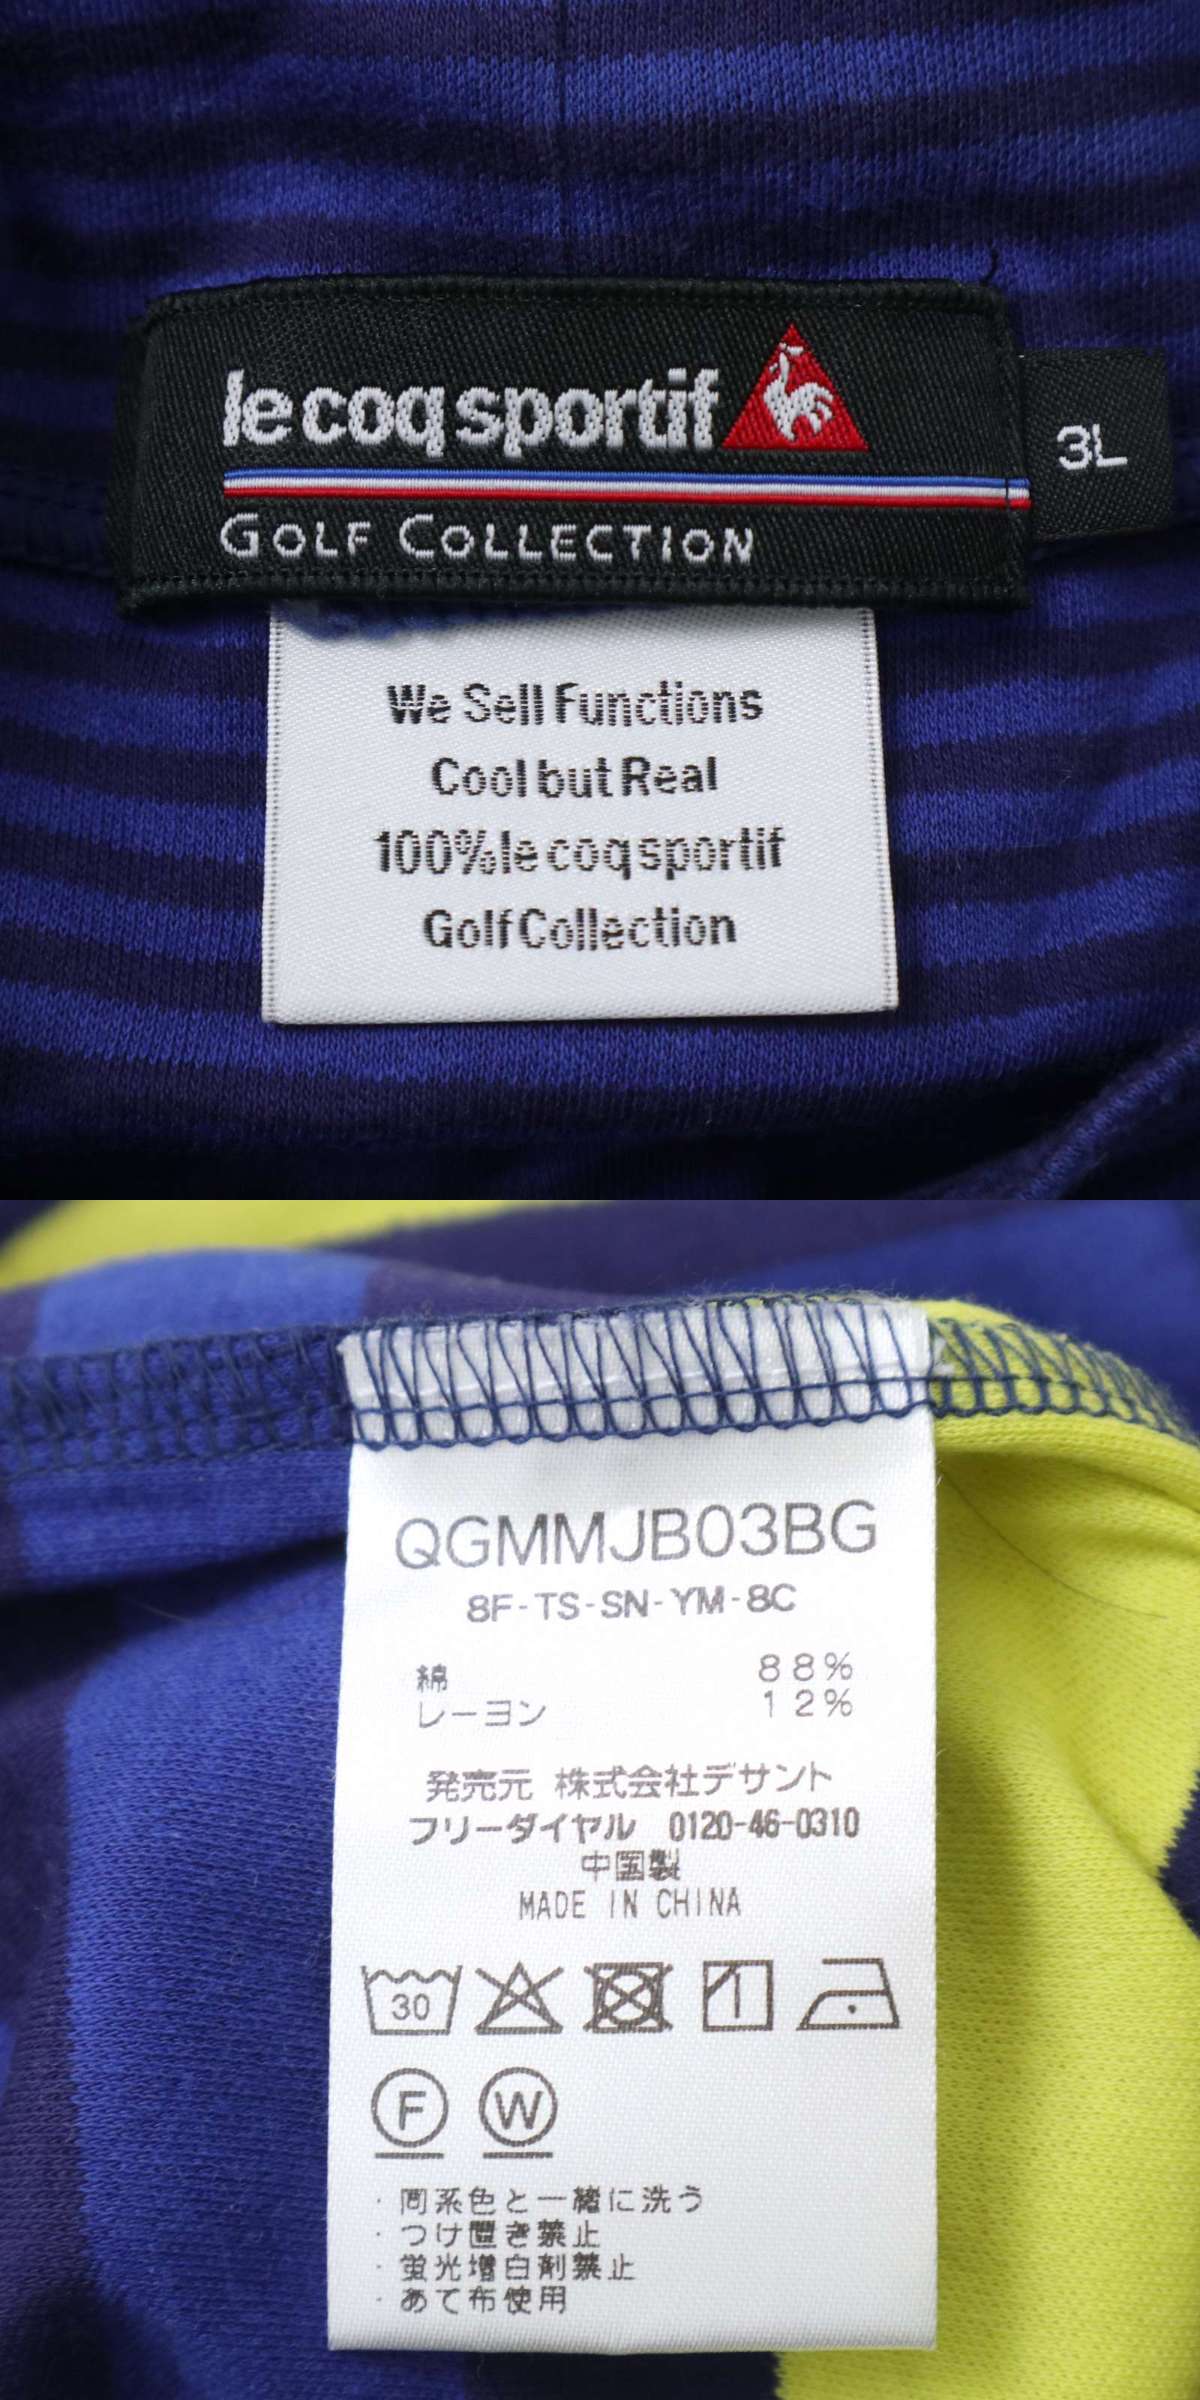 le coq sportif
3L
GOLF COLLECTION
We Sell Functions
Cool but Real
100% le coq sportif
Golf Collection
QGMMJB03BG
8F-TS-SN-YM-8C
綿 88%
レーヨン 12%
発売元 株式会社デサント
フリーダイヤル 0120-46-0310
中国製
MADE IN CHINA
30
F W
・同系色と一緒に洗う
・つけ置き禁止
・蛍光増白剤禁止
・あて布使用